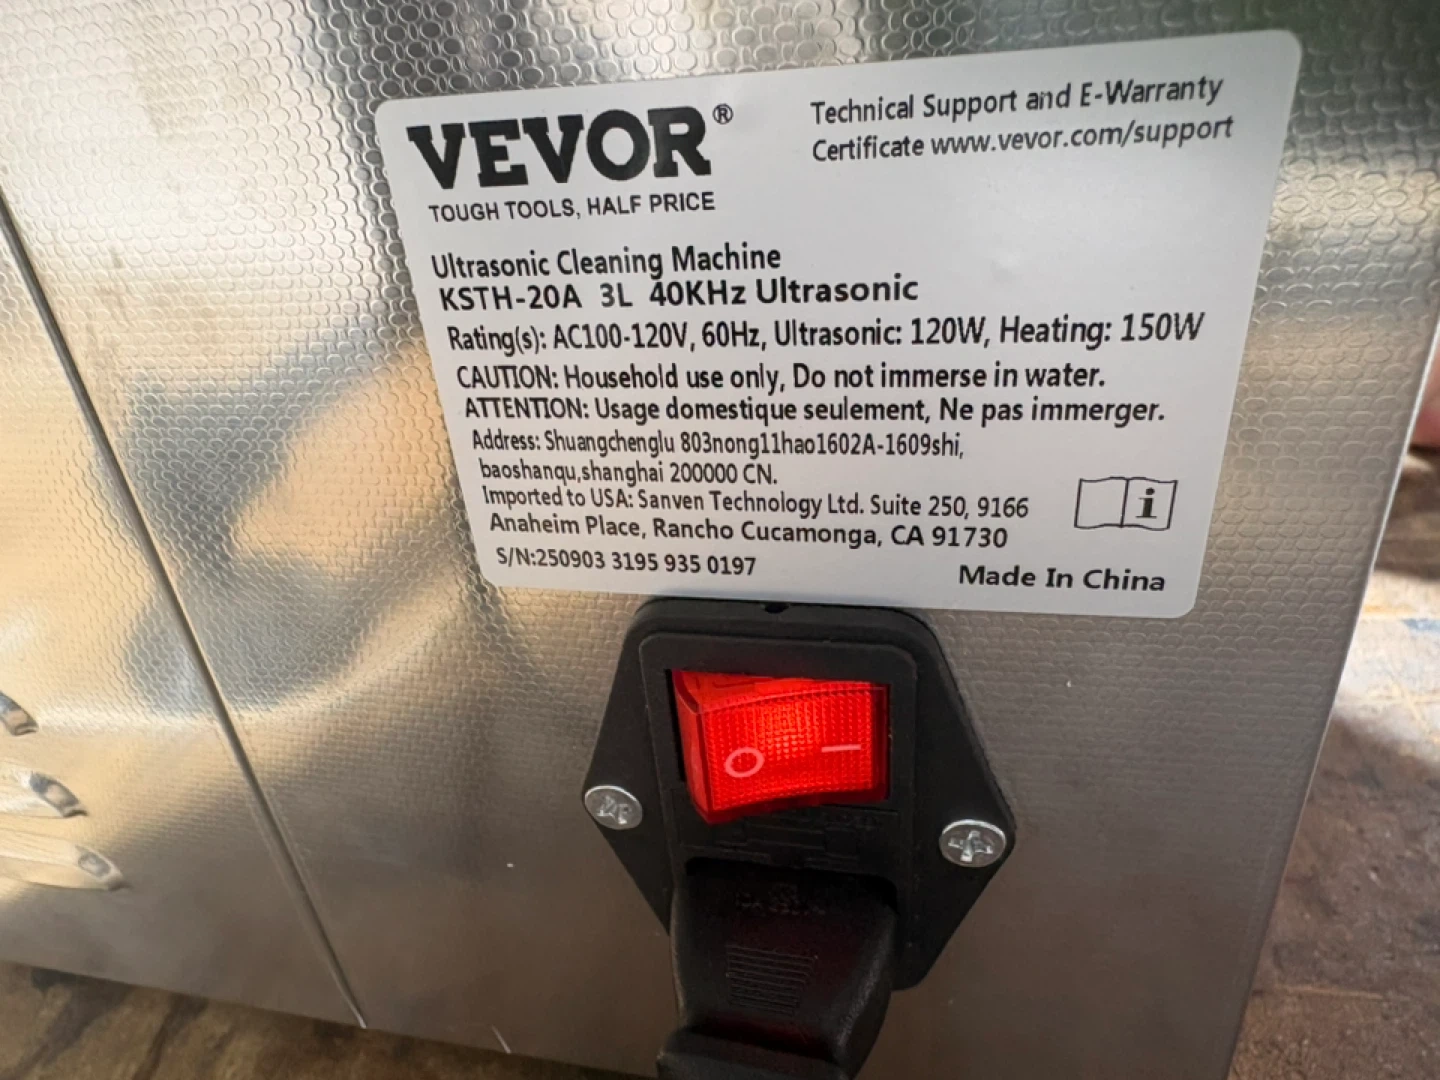 VEVOR®
TOUGH TOOLS, HALF PRICE
Technical Support and E-Warranty
Certificate www.vevor.com/support
Ultrasonic Cleaning Machine
KSTH-20A 3L 40KHz Ultrasonic
Rating(s): AC100-120V, 60Hz, Ultrasonic: 120W, Heating: 150W
CAUTION: Household use only, Do not immerse in water.
ATTENTION: Usage domestique seulement, Ne pas immerger.
Address: Shuangchenglu 803nong11hao1602A-1609shi,
baoshanqu,shanghai 200000 CN.
Imported to USA: Sanven Technology Ltd. Suite 250, 9166
Anaheim Place, Rancho Cucamonga, CA 91730
S/N:250903 3195 935 0197
Made In China